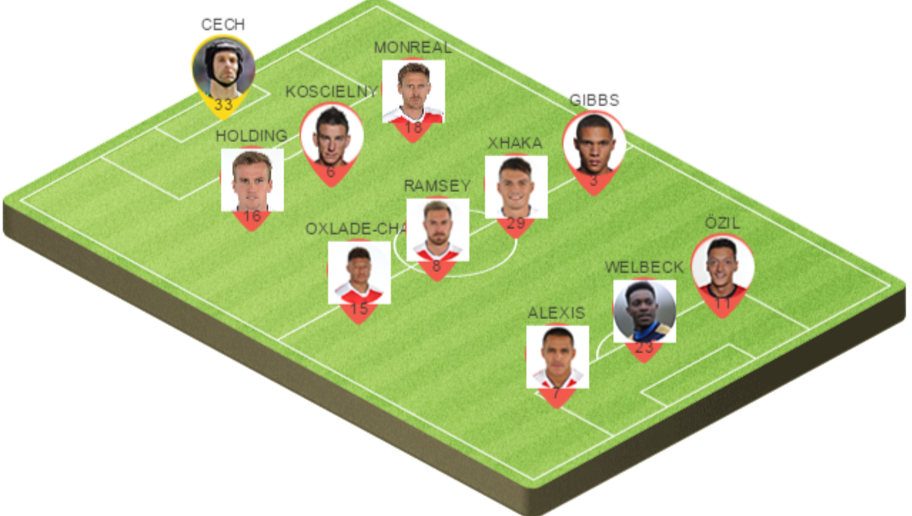 CECH
33
MONREAL
18
KOSCIELNY
6
HOLDING
16
GIBBS
3
XHAKA
29
RAMSEY
8
OXLADE-CHA
15
ÖZIL
11
WELBECK
23
ALEXIS
7